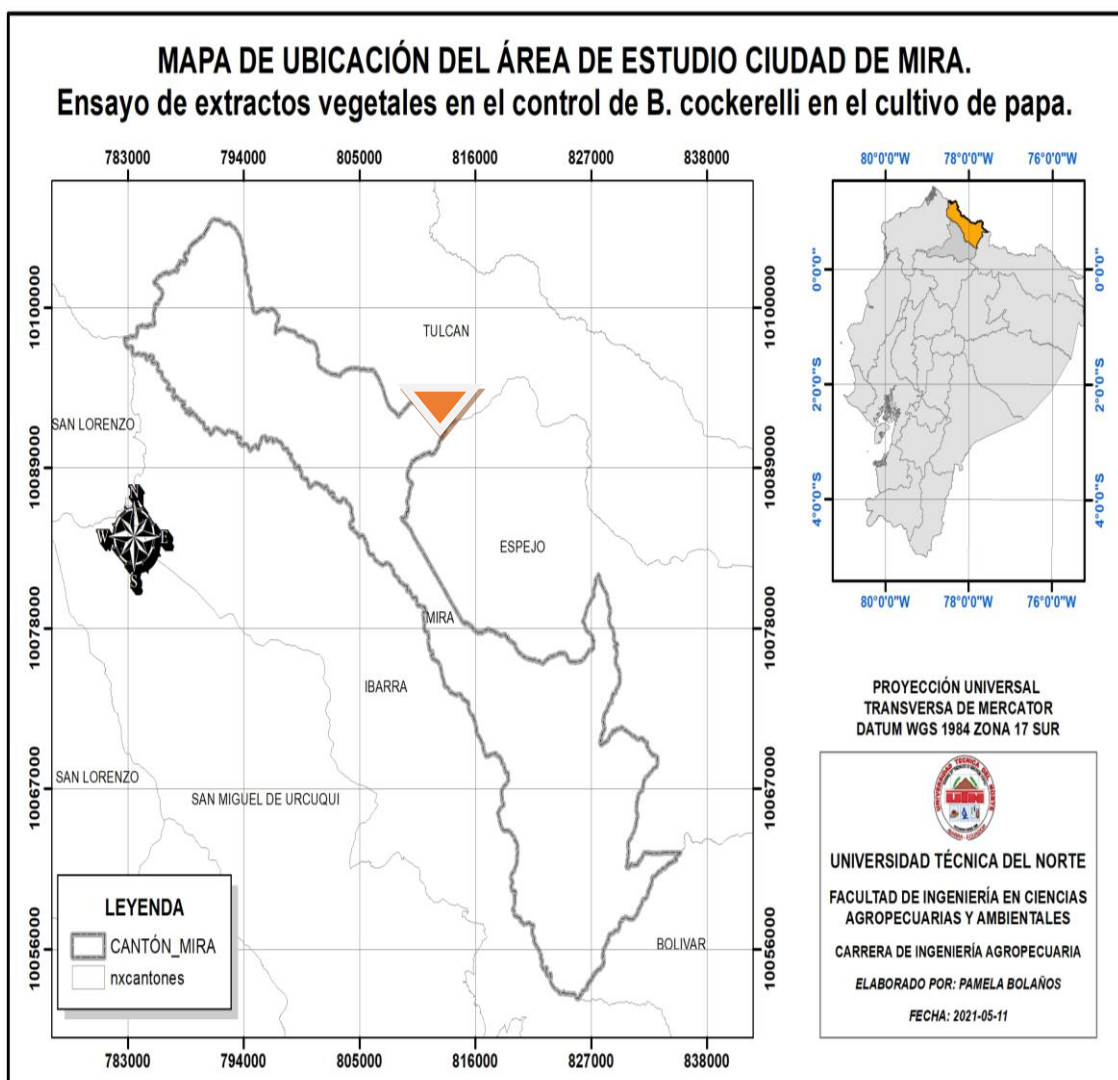 MAPA DE UBICACIÓN DEL ÁREA DE ESTUDIO CIUDAD DE MIRA.
Ensayo de extractos vegetales en el control de B. cockerelli en el cultivo de papa.
783000 794000 805000 816000 827000 838000
10100000
10089000
10078000
10067000
10056000
TULCAN
SAN LORENZO
N
W E
S
ESPEJO
MIRA
IBARRA
SAN LORENZO
SAN MIGUEL DE URCUQUI
BOLIVAR
LEYENDA
CANTÓN_MIRA
nxcantones
10100000
10089000
10078000
10067000
10056000
783000 794000 805000 816000 827000 838000
80°0'0"W 78°0'0"W 76°0'0"W
0°0'0" 0°0'0"
2°0'0"S 2°0'0"S
4°0'0"S 4°0'0"S
80°0'0"W 78°0'0"W 76°0'0"W
PROYECCIÓN UNIVERSAL
TRANSVERSA DE MERCATOR
DATUM WGS 1984 ZONA 17 SUR
UNIVERSIDAD TECNICA DEL NORTE
IBARRA - ECUADOR
UNIVERSIDAD TÉCNICA DEL NORTE
FACULTAD DE INGENIERÍA EN CIENCIAS
AGROPECUARIAS Y AMBIENTALES
CARRERA DE INGENIERÍA AGROPECUARIA
ELABORADO POR: PAMELA BOLAÑOS
FECHA: 2021-05-11